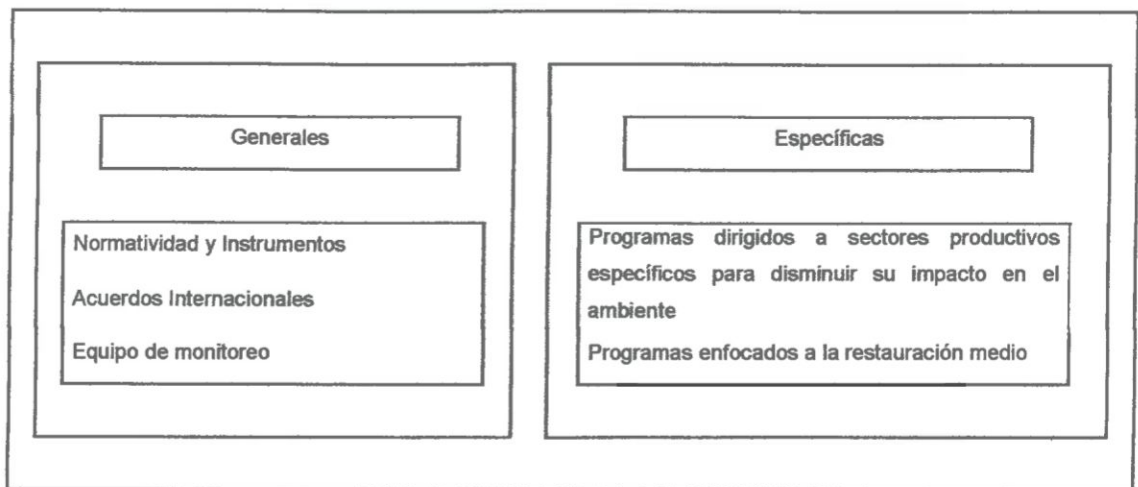 Generales
Normatividad y Instrumentos
Acuerdos Internacionales
Equipo de monitoreo
Específicas
Programas dirigidos a sectores productivos
específicos para disminuir su impacto en el
ambiente
Programas enfocados a la restauración medio